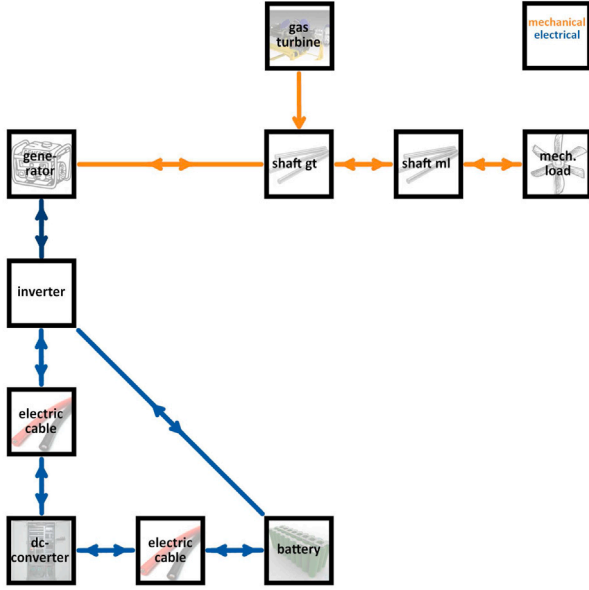 gas
turbine
mechanical
electrical
gene-
rator
shaft gt
shaft ml
mech.
load
inverter
electric
cable
dc-
converter
electric
cable
battery